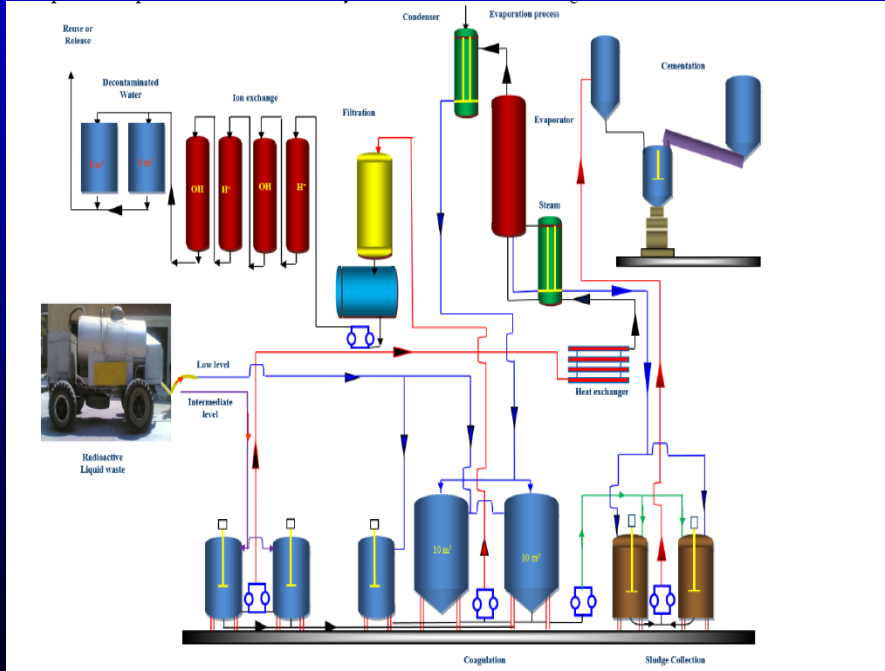 Condenser
Evaporation process
Reuse or
Release
Decontaminated
Water
Ion exchange
Filtration
Evaporator
Cementation
OH
H⁺
OH
H⁺
Steam
Low level
Intermediate
level
Heat exchanger
Radioactive
Liquid waste
10 m³
10 m³
Coagulation
Sludge Collection